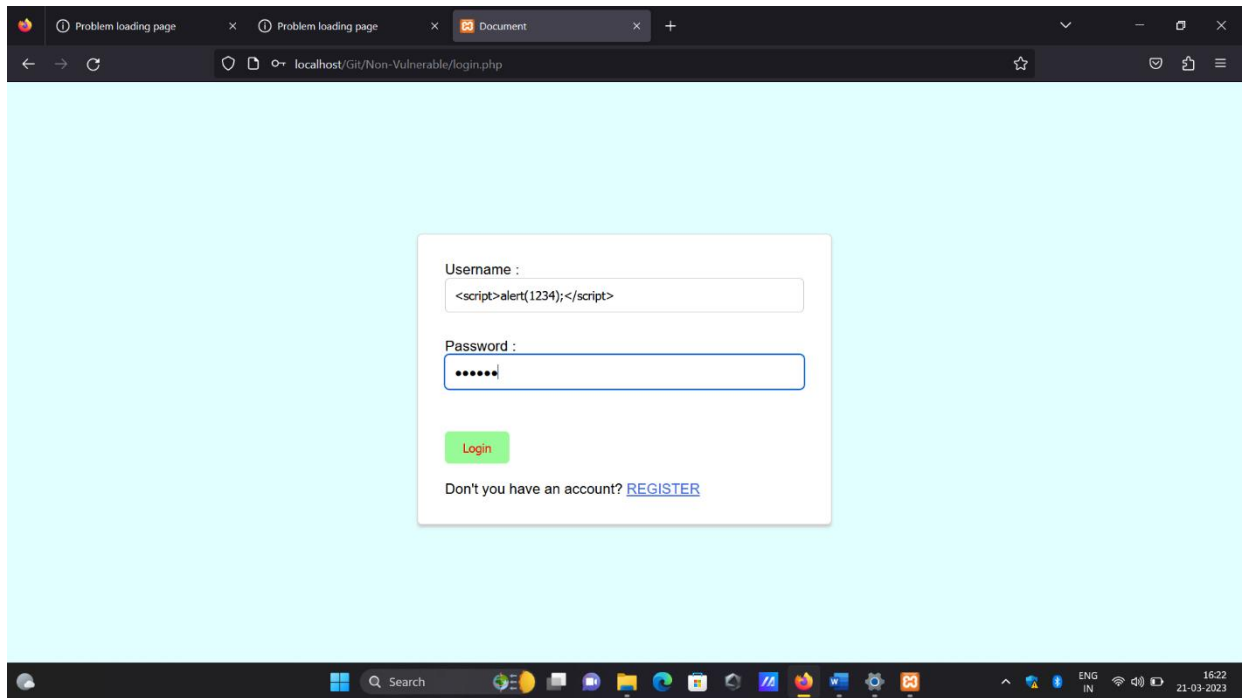 Problem loading page
Problem loading page
Document
localhost/Git/Non-Vulnerable/login.php
Username :
<script>alert(1234);</script>
Password :
••••••
Login
Don't you have an account? REGISTER
Search
ENG
IN
16:22
21-03-2023